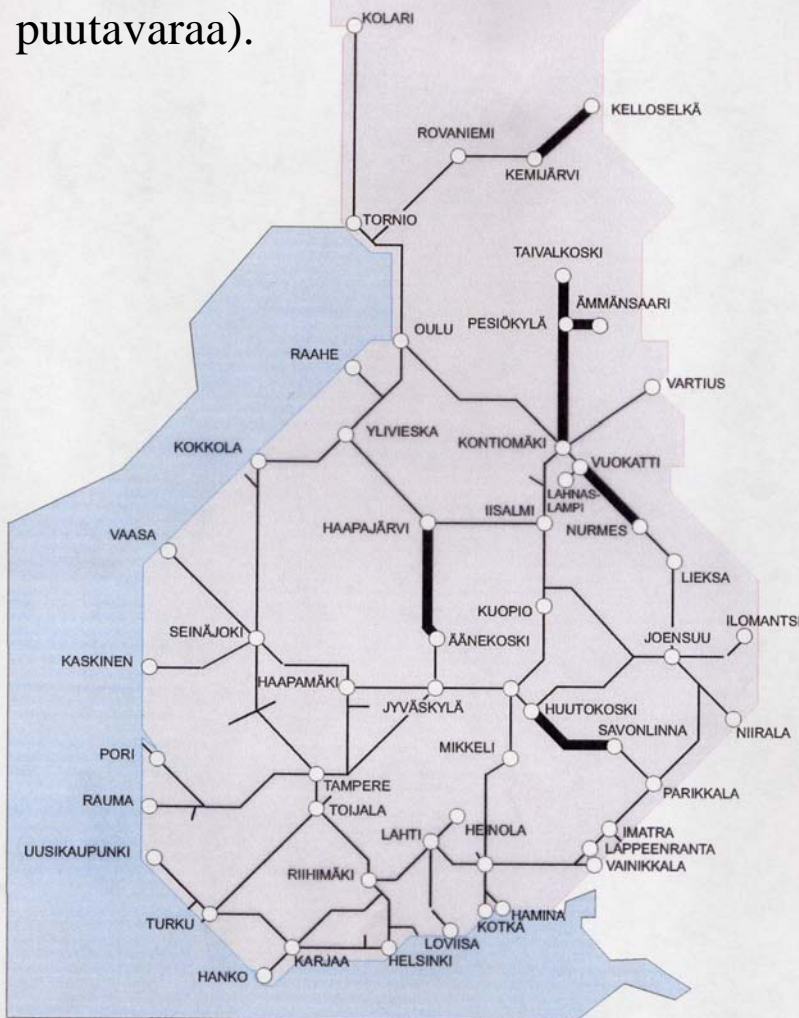 puutavaraa).
KOLARI
KELLOSELKÄ
ROVANIEMI
KEMIJÄRVI
TORNIO
TAIVALKOSKI
ÄMMÄNSAARI
PESIÖKYLÄ
OULU
RAAHE
VARTIUS
YLIVIESKA
KONTIOMÄKI
KOKKOLA
VUOKATTI
LAHNAS-
LAMPI
IISALMI
HAAPAJÄRVI
NURMES
VAASA
LIEKSA
KUOPIO
ILOMANTSI
SEINÄJOKI
ÄÄNEKOSKI
JOENSUU
KASKINEN
HAAPAMÄKI
JYVÄSKYLÄ
HUUTOKOSKI
SAVONLINNA
NIIRALA
MIKKELI
PORI
TAMPERE
PARIKKALA
RAUMA
TOIJALA
HEINOLA
IMATRA
LAHTI
LAPPEENRANTA
UUSIKAUPUNKI
VAINIKKALA
RIIHIMÄKI
HAMINA
KOTKA
TURKU
LOVIISA
KARJAA
HELSINKI
HANKO